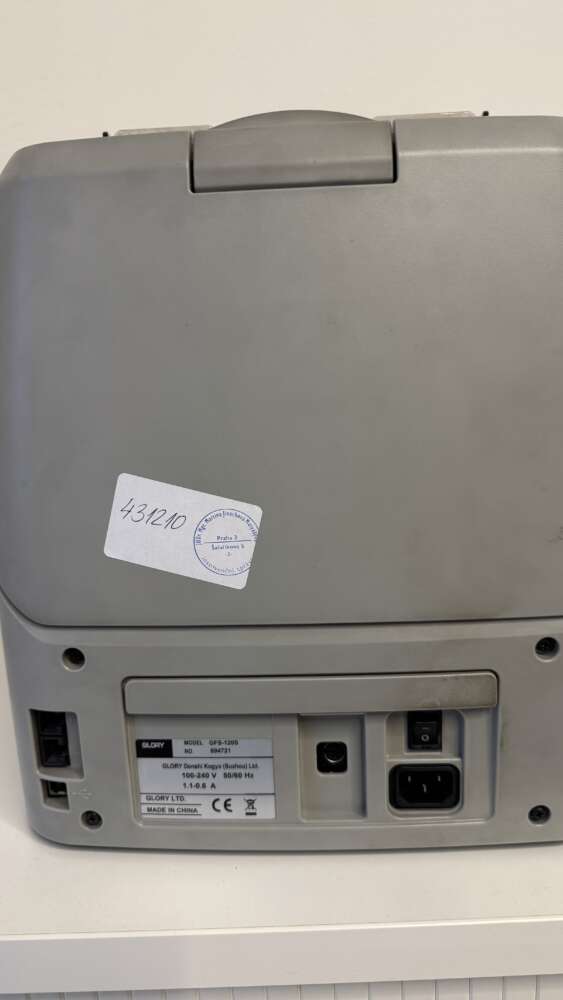 431210
Praha 3
GLORY
MODEL GFS-120S
NO. 694721
GLORY Denshi Kogyo (Suzhou) Ltd.
100-240 V 50/60 Hz
1.1-0.6 A
GLORY LTD.
MADE IN CHINA
CE